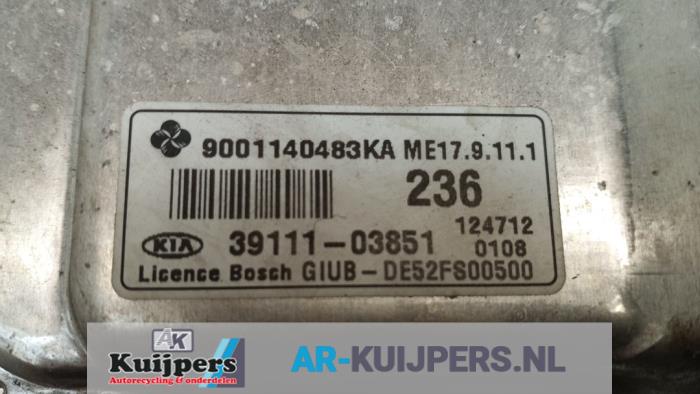 9001140483KA ME17.9.11.1
236
124712
KIA 39111-03851 0108
Licence Bosch GIUB-DE52FS00500
AK
Kuijpers
Autorecycling & onderdelen
AR-KUIJPERS.NL